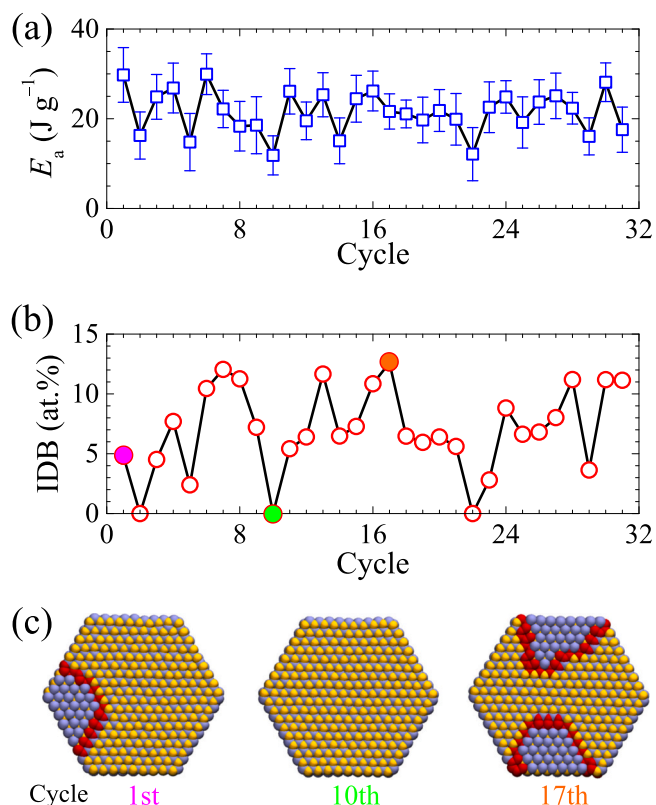 (a)
40
20
0
E_a (J g⁻¹)
0 8 16 24 32
Cycle
(b)
15
10
5
0
IDB (at.%)
0 8 16 24 32
Cycle
(c)
Cycle 1st 10th 17th